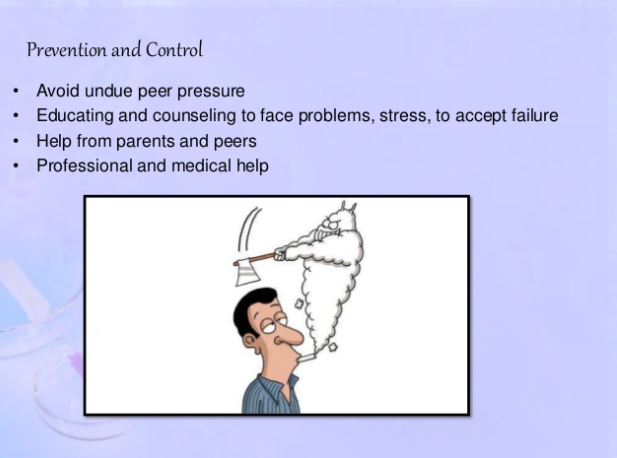 Prevention and Control
• Avoid undue peer pressure
• Educating and counseling to face problems, stress, to accept failure
• Help from parents and peers
• Professional and medical help